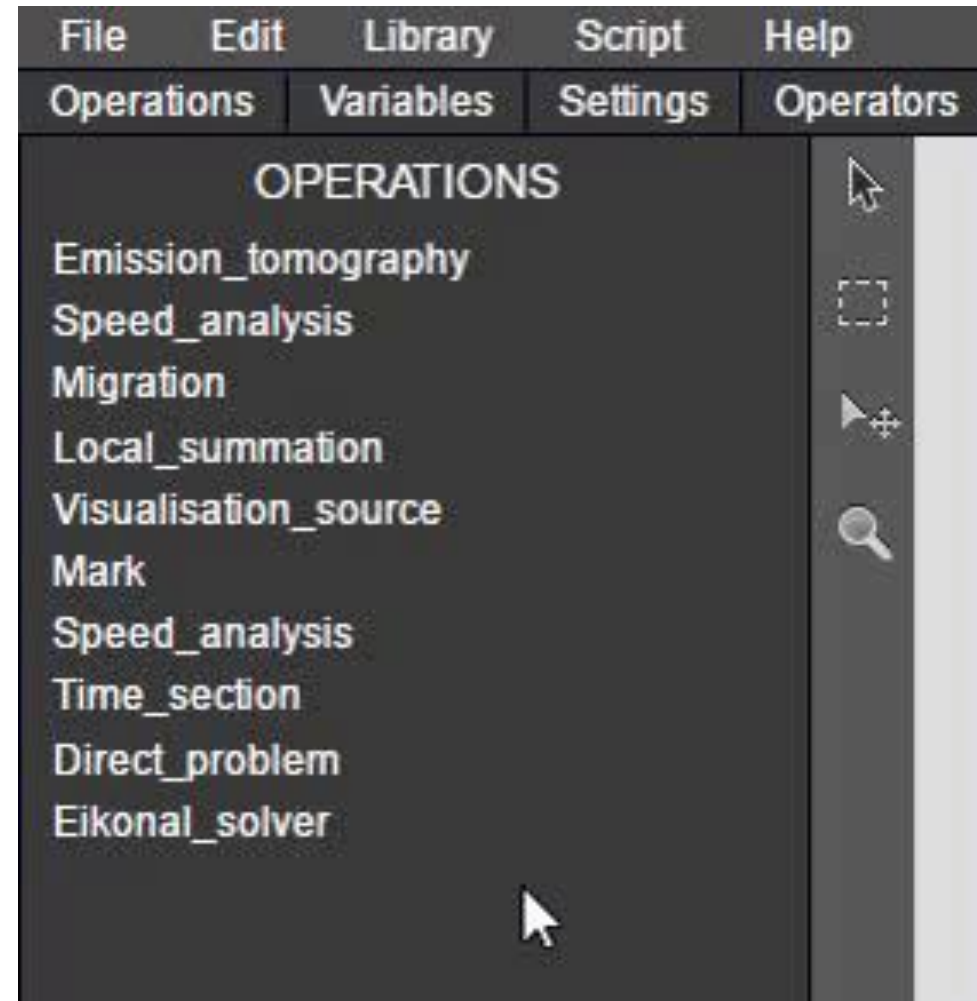 File Edit Library Script Help
Operations Variables Settings Operators
OPERATIONS
Emission_tomography
Speed_analysis
Migration
Local_summation
Visualisation_source
Mark
Speed_analysis
Time_section
Direct_problem
Eikonal_solver